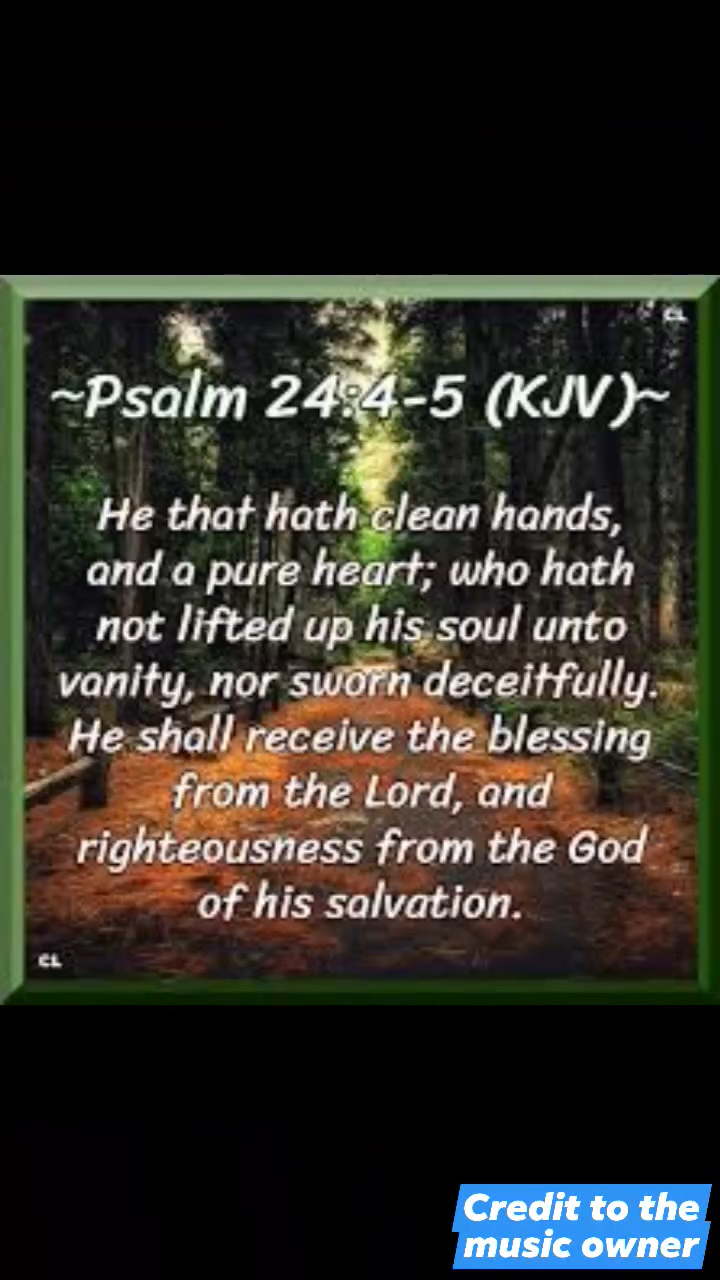 CL
~Psalm 24:4-5 (KJV)~
He that hath clean hands,
and a pure heart; who hath
not lifted up his soul unto
vanity, nor sworn deceitfully.
He shall receive the blessing
from the Lord, and
righteousness from the God
of his salvation.
CL
Credit to the
music owner